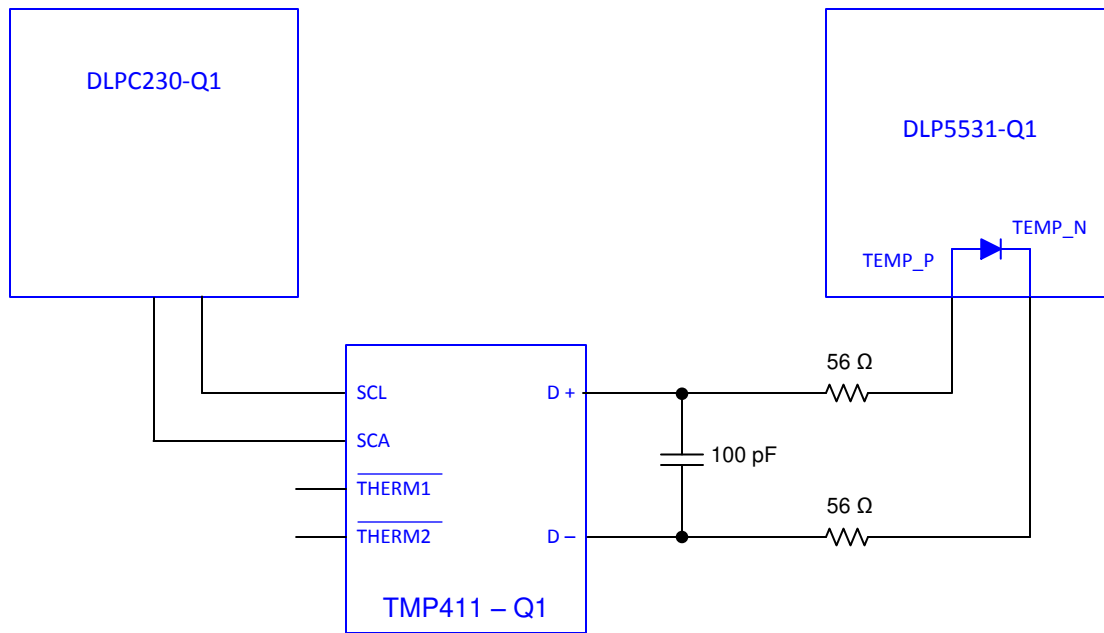 DLPC230-Q1
DLP5531-Q1
TEMP_N
TEMP_P
56 Ω
SCL
D +
SCA
100 pF
THERM1
56 Ω
THERM2
D –
TMP411 – Q1